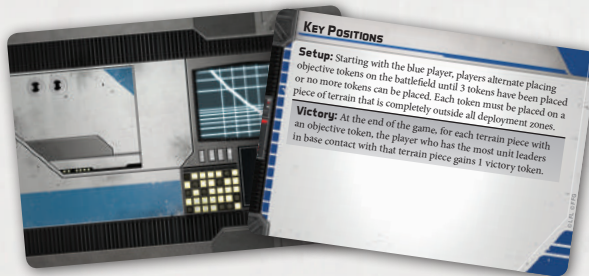 KEY POSITIONS
Setup: Starting with the blue player, players alternate placing
objective tokens on the battlefield until 3 tokens have been placed
or no more tokens can be placed. Each token must be placed on a
piece of terrain that is completely outside all deployment zones.
Victory: At the end of the game, for each terrain piece with
an objective token, the player who has the most unit leaders
in base contact with that terrain piece gains 1 victory token.